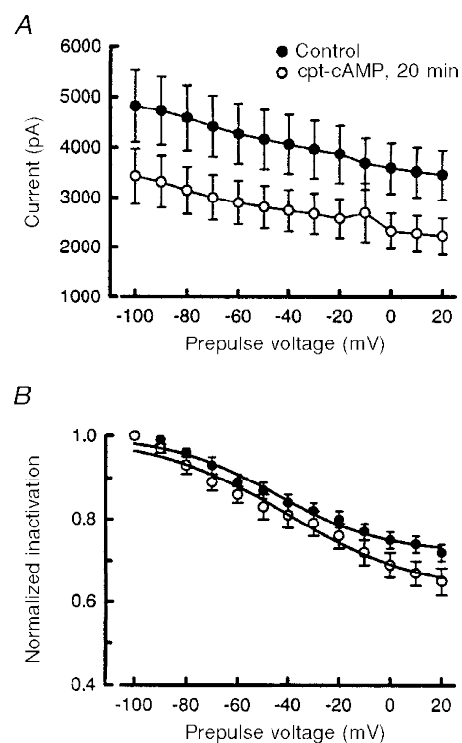 A
6000
5000
4000
3000
2000
1000
Current (pA)
Control
cpt-cAMP, 20 min
-100 -80 -60 -40 -20 0 20
Prepulse voltage (mV)
B
1.0
0.8
0.6
0.4
Normalized inactivation
-100 -80 -60 -40 -20 0 20
Prepulse voltage (mV)